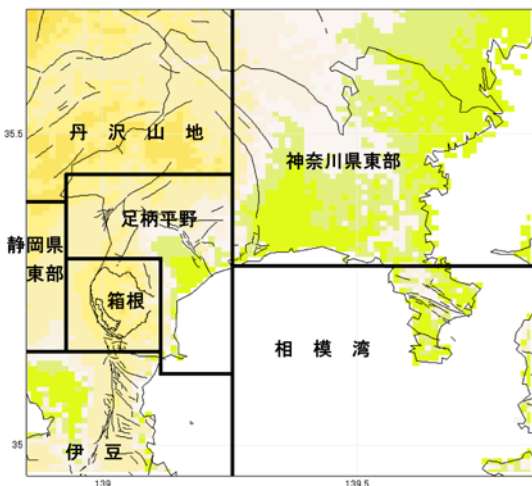 35.5
丹沢山地
神奈川県東部
足柄平野
静岡県
東部
箱根
相模湾
伊豆
35
139
139.5